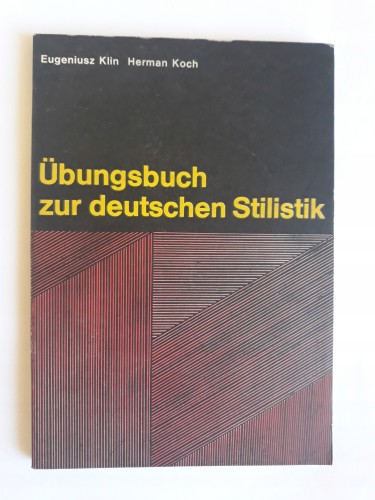 Eugeniusz Klin Herman Koch
Übungsbuch
zur deutschen Stilistik